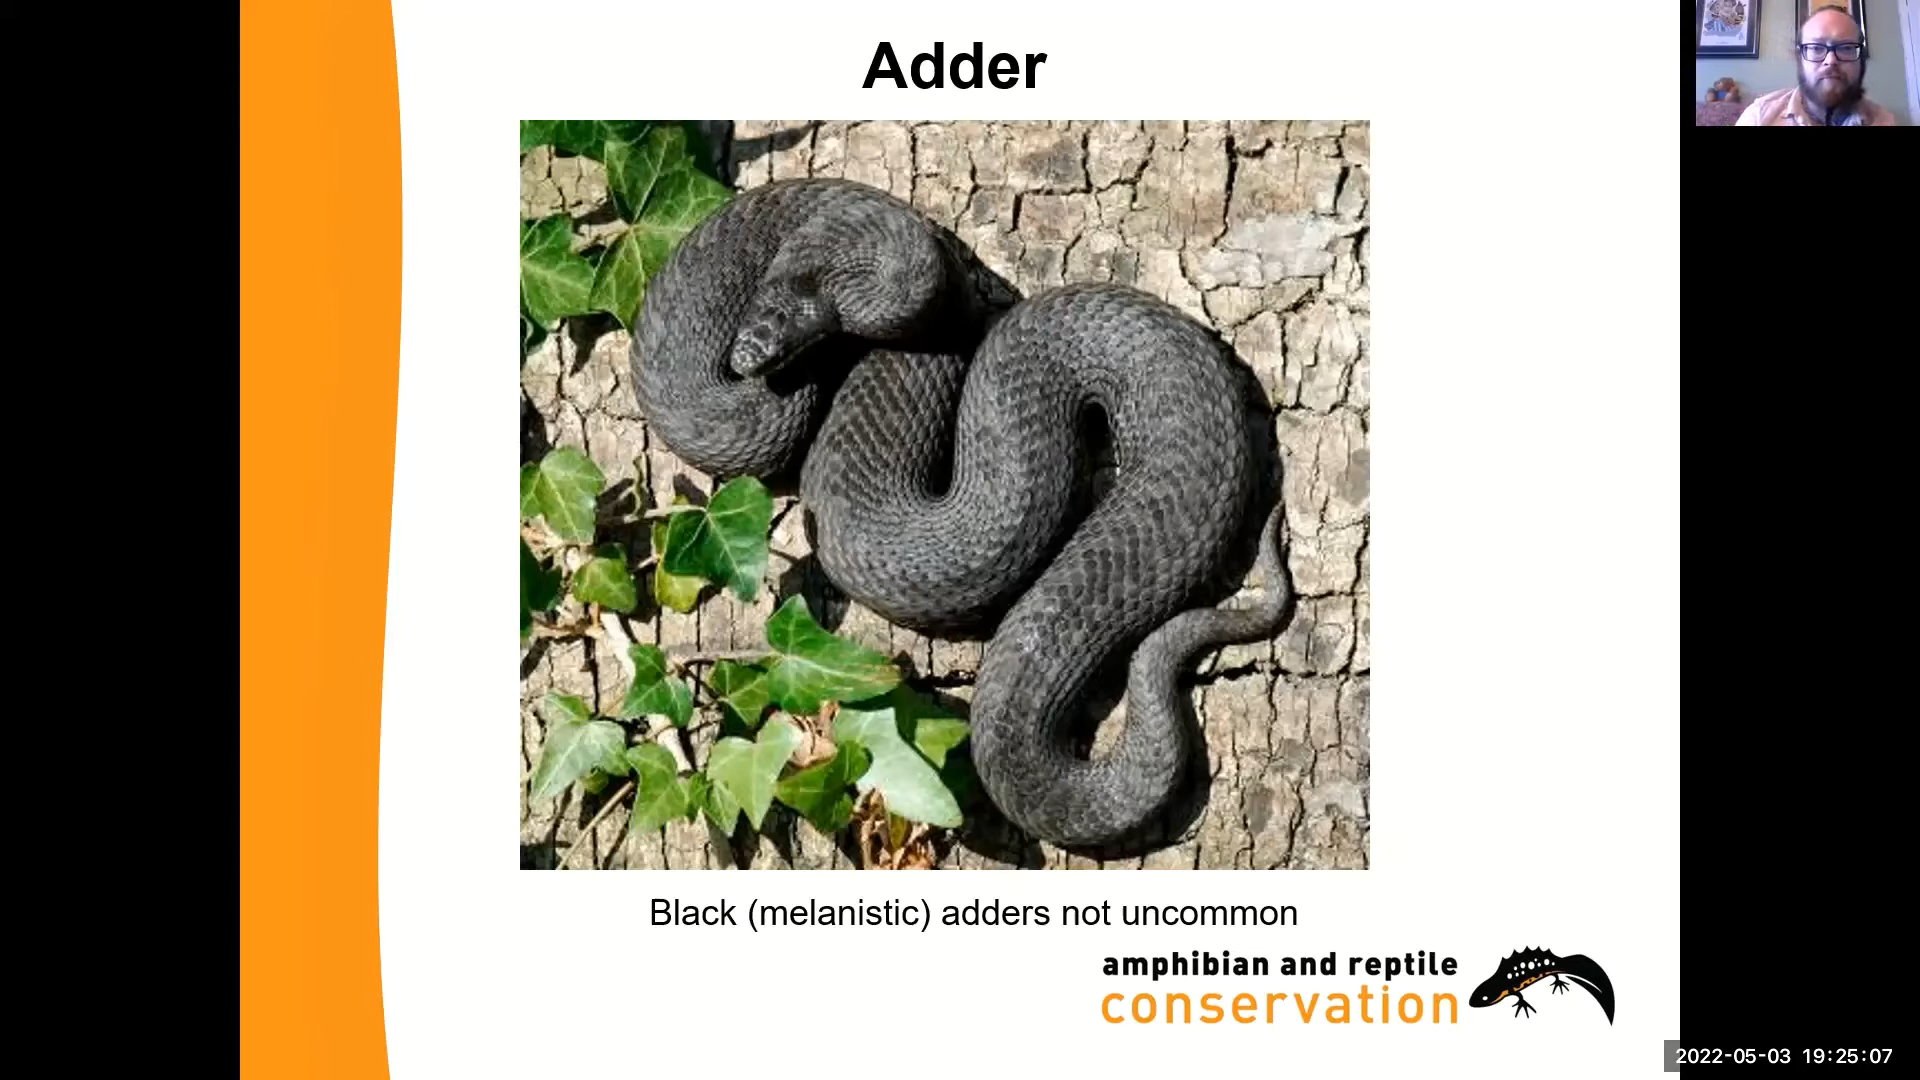 Adder
Black (melanistic) adders not uncommon
amphibian and reptile
conservation
2022-05-03 19:25:07